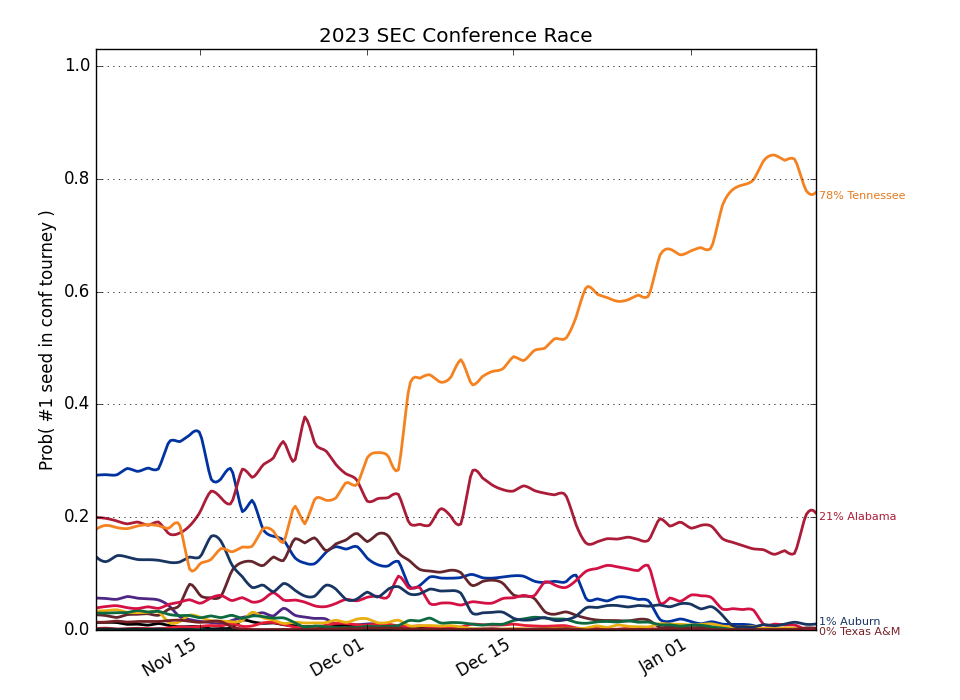 2023 SEC Conference Race
Prob( #1 seed in conf tourney )
1.0
0.8
0.6
0.4
0.2
0.0
78% Tennessee
21% Alabama
1% Auburn
0% Texas A&M
Nov 15
Dec 01
Dec 15
Jan 01